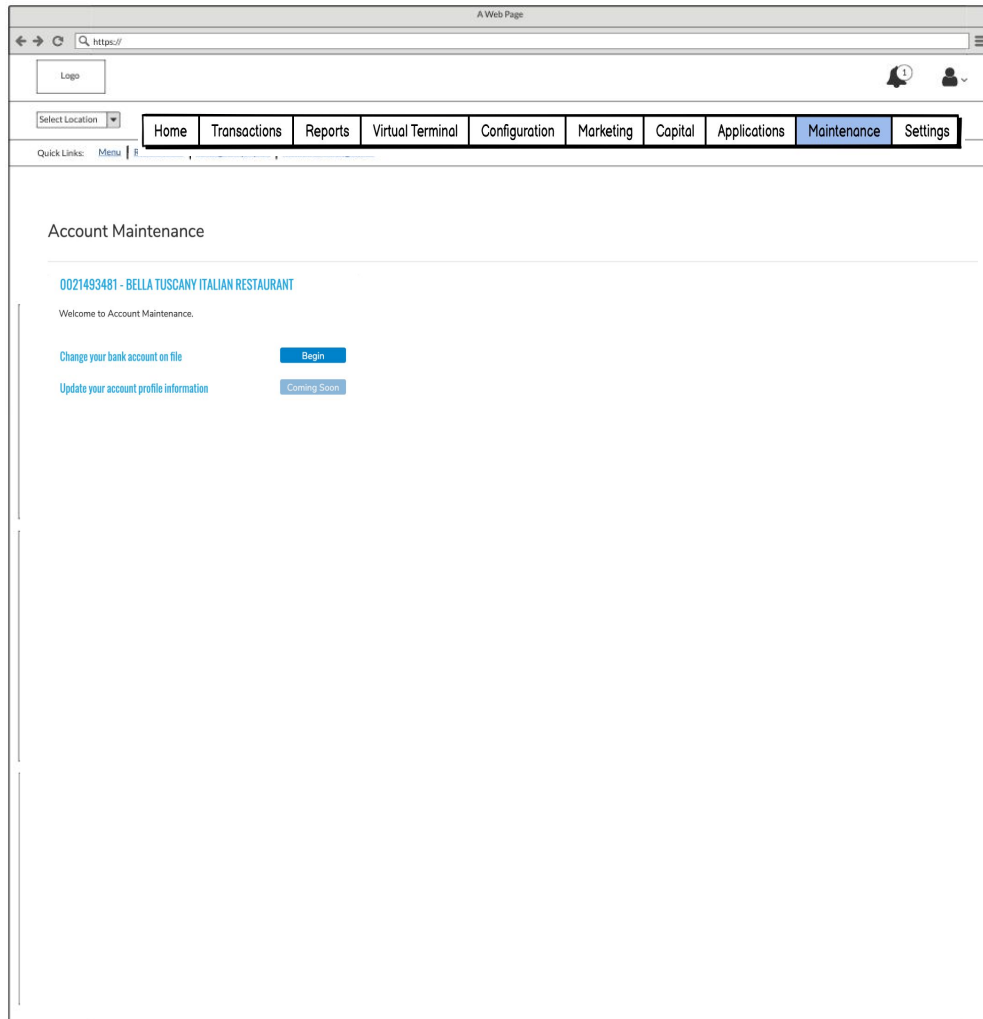 A Web Page
https://
Logo
1
Select Location
Home Transactions Reports Virtual Terminal Configuration Marketing Capital Applications Maintenance Settings
Quick Links: Menu
Account Maintenance
0021493481 - BELLA TUSCANY ITALIAN RESTAURANT
Welcome to Account Maintenance.
Change your bank account on file Begin
Update your account profile information Coming Soon